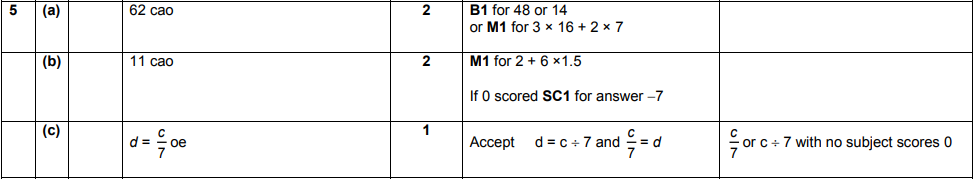 5 (a) 62 cao 2 B1 for 48 or 14
or M1 for 3 × 16 + 2 × 7
(b) 11 cao 2 M1 for 2 + 6 ×1.5
If 0 scored SC1 for answer –7
(c) d = c/7 oe 1 Accept d = c ÷ 7 and c/7 = d c/7 or c ÷ 7 with no subject scores 0